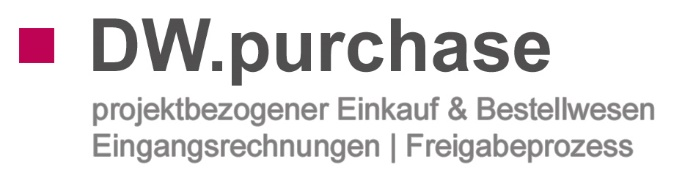 DW.purchase
projektbezogener Einkauf & Bestellwesen
Eingangsrechnungen | Freigabeprozess